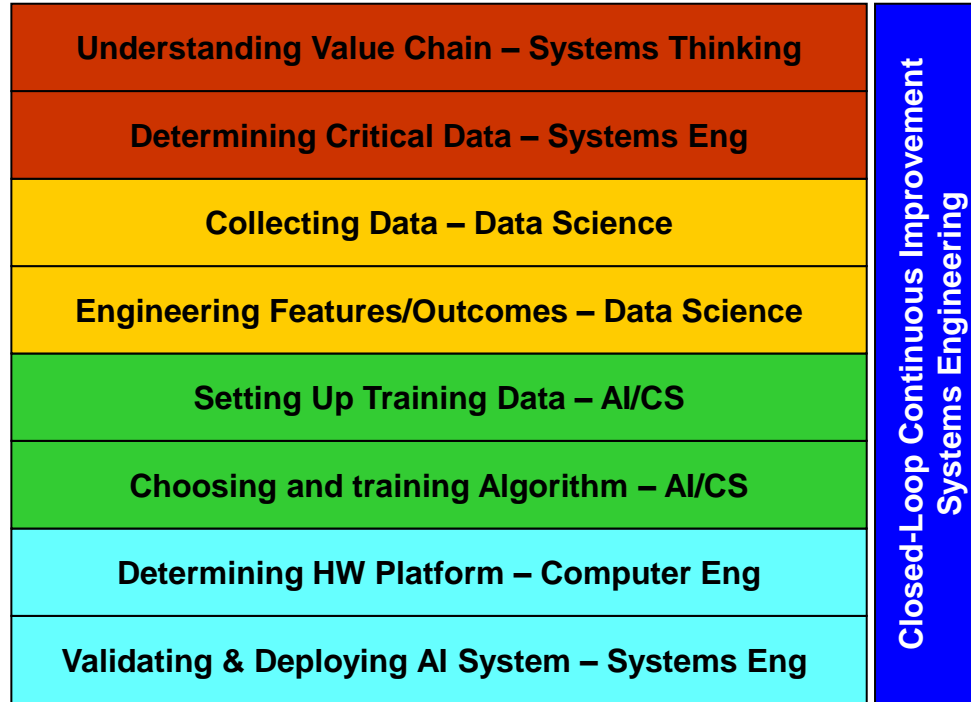 Understanding Value Chain – Systems Thinking
Determining Critical Data – Systems Eng
Collecting Data – Data Science
Engineering Features/Outcomes – Data Science
Setting Up Training Data – AI/CS
Choosing and training Algorithm – AI/CS
Determining HW Platform – Computer Eng
Validating & Deploying AI System – Systems Eng
Closed-Loop Continuous Improvement
Systems Engineering